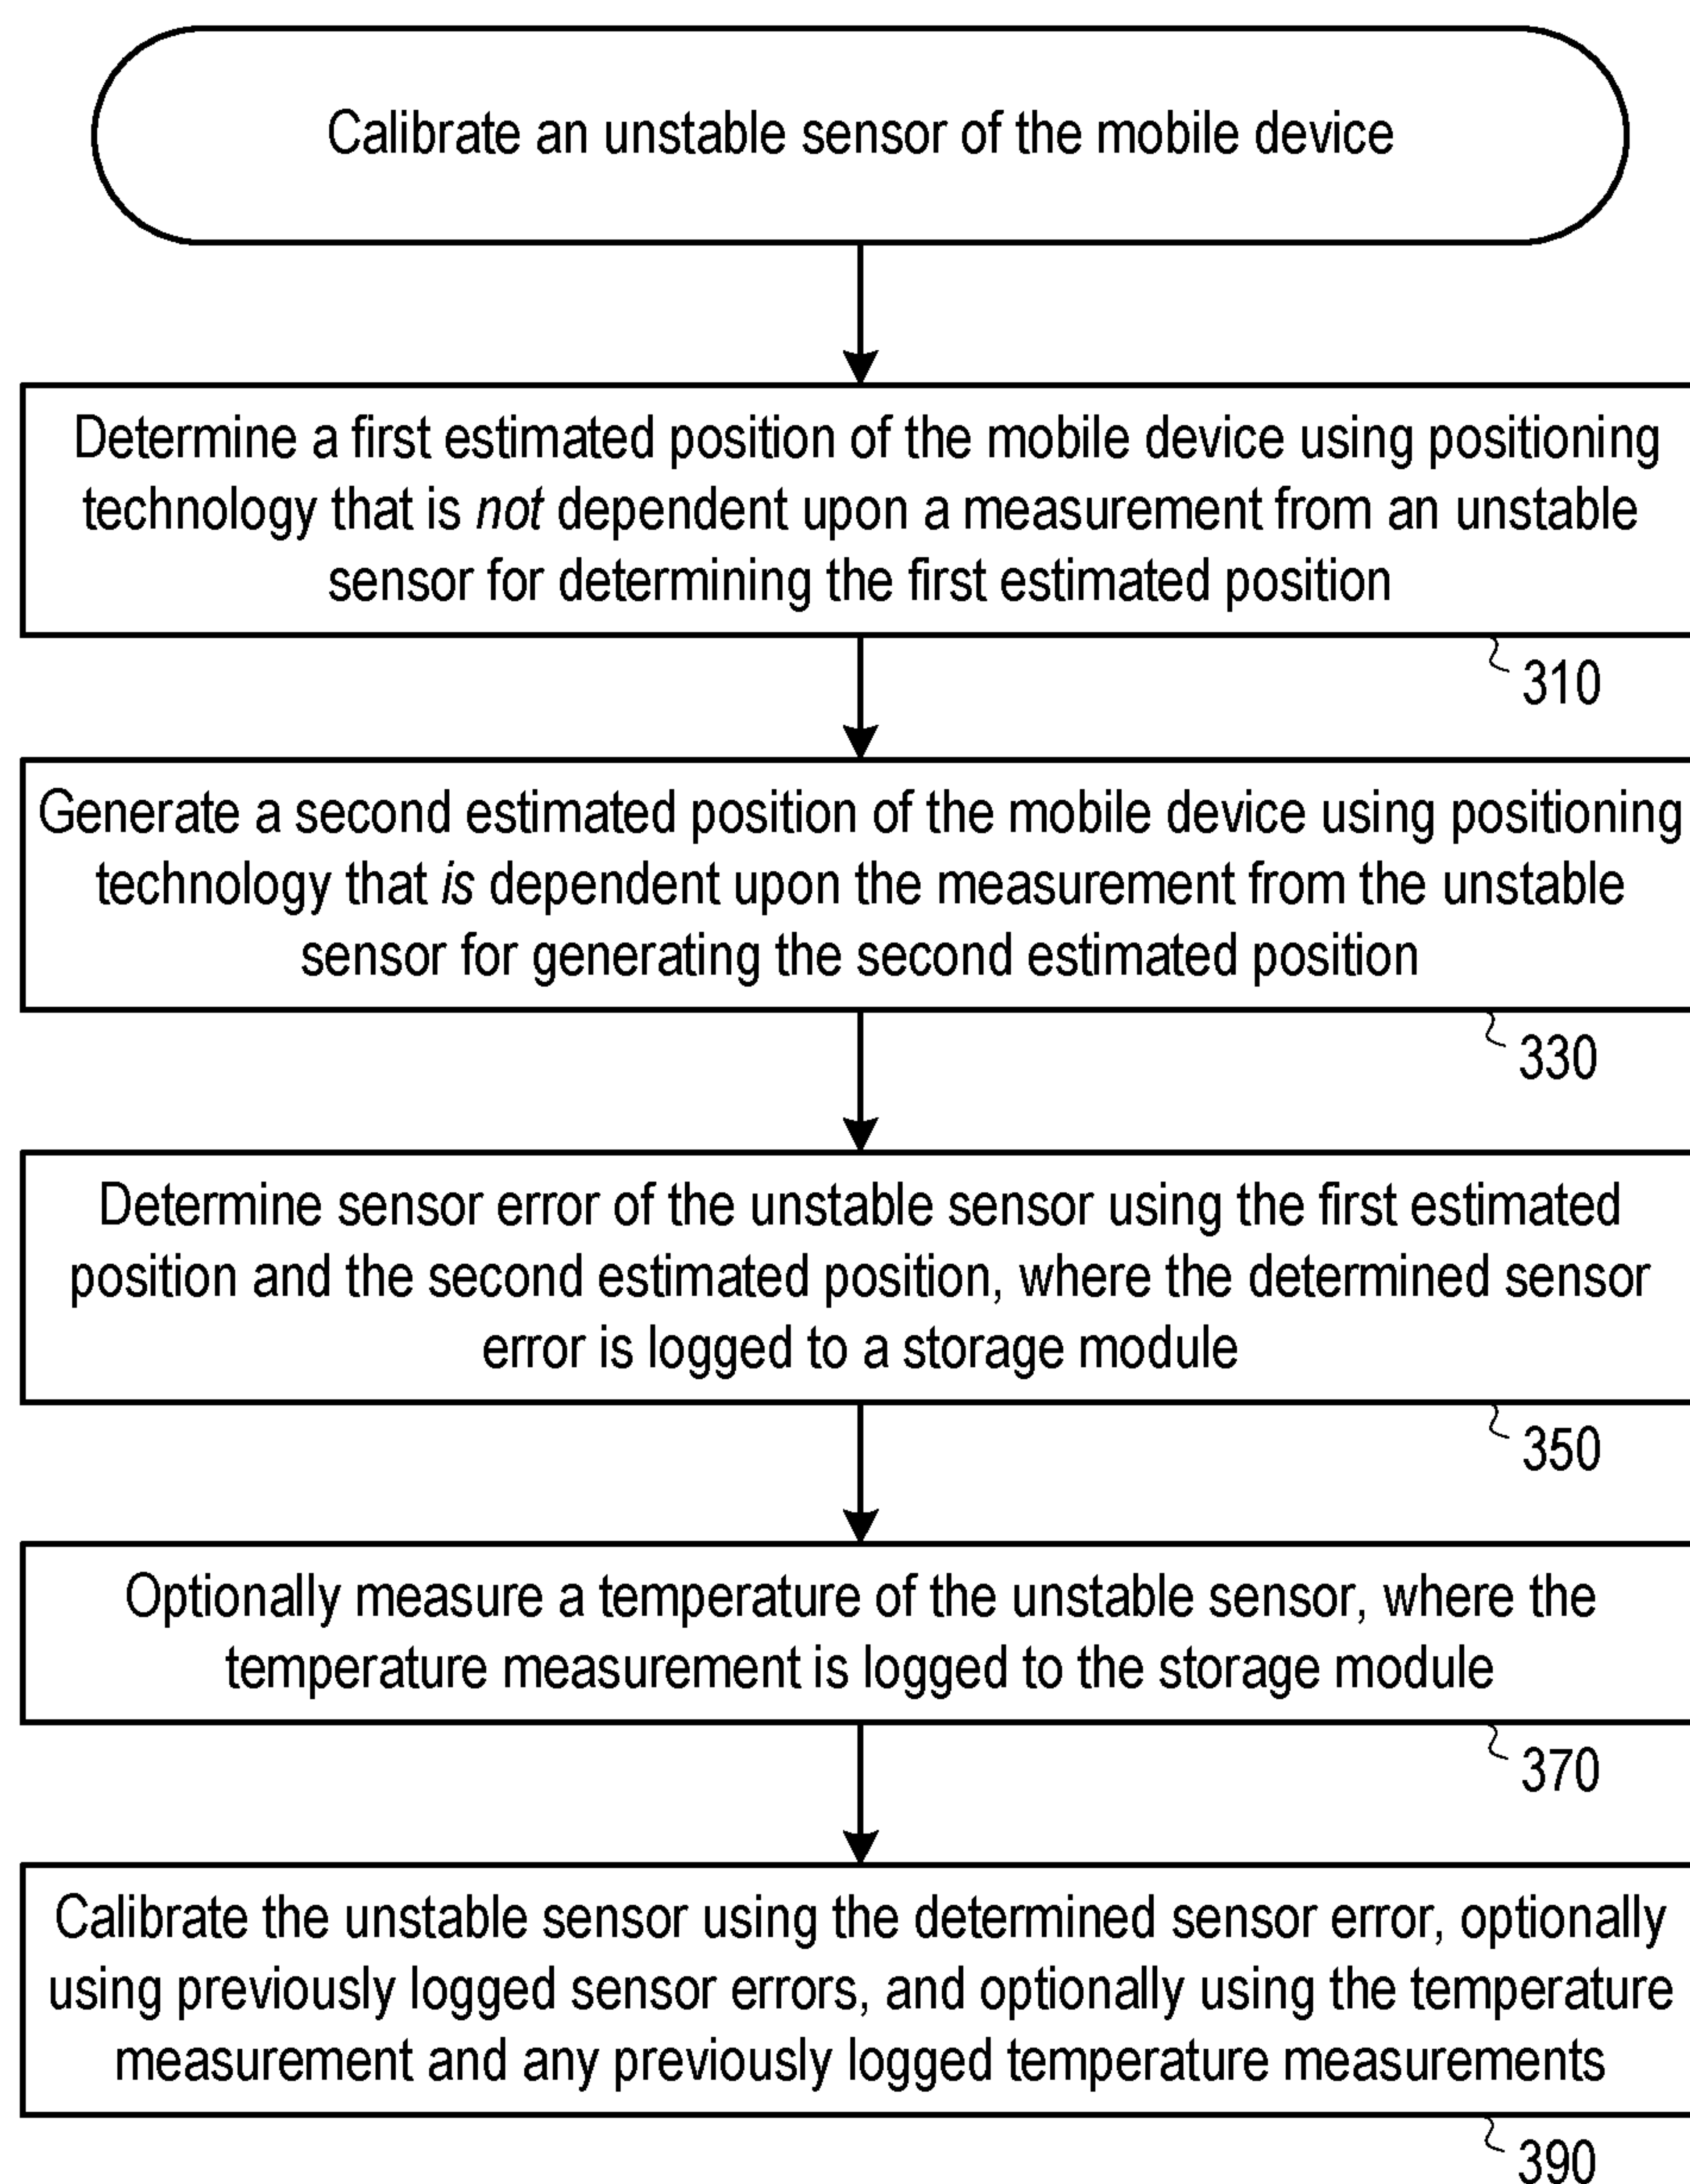 Calibrate an unstable sensor of the mobile device
Determine a first estimated position of the mobile device using positioning
technology that is not dependent upon a measurement from an unstable
sensor for determining the first estimated position
310
Generate a second estimated position of the mobile device using positioning
technology that is dependent upon the measurement from the unstable
sensor for generating the second estimated position
330
Determine sensor error of the unstable sensor using the first estimated
position and the second estimated position, where the determined sensor
error is logged to a storage module
350
Optionally measure a temperature of the unstable sensor, where the
temperature measurement is logged to the storage module
370
Calibrate the unstable sensor using the determined sensor error, optionally
using previously logged sensor errors, and optionally using the temperature
measurement and any previously logged temperature measurements
390